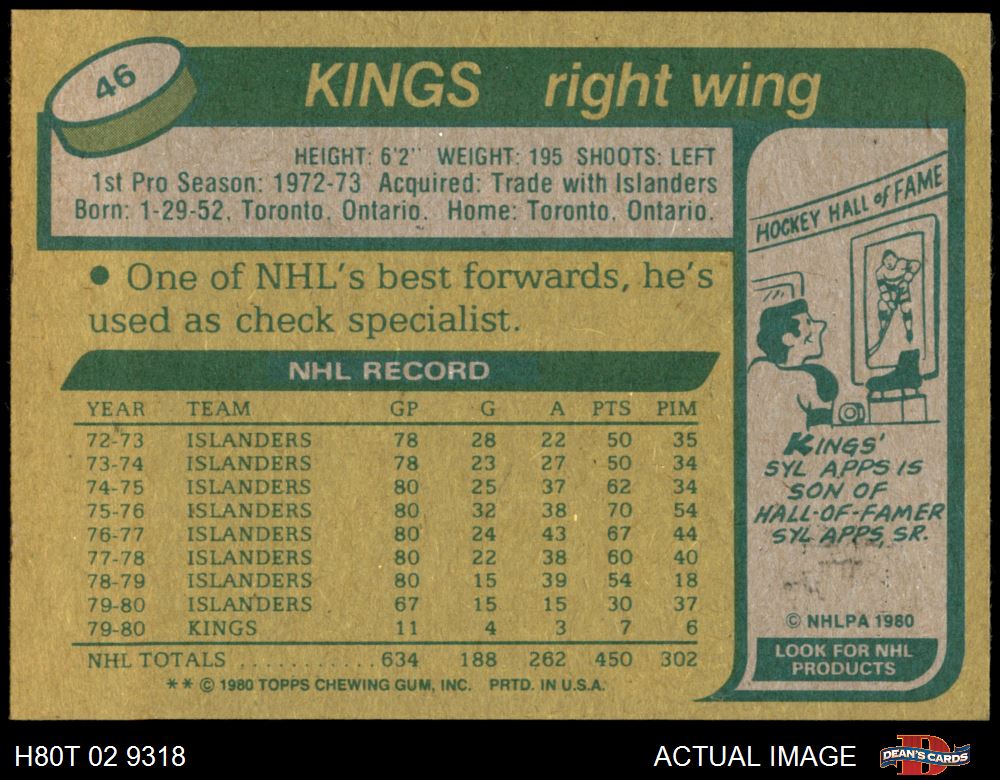 46
KINGS right wing
HEIGHT: 6'2" WEIGHT: 195 SHOOTS: LEFT
1st Pro Season: 1972-73 Acquired: Trade with Islanders
Born: 1-29-52, Toronto, Ontario. Home: Toronto, Ontario.
• One of NHL's best forwards, he's
used as check specialist.
NHL RECORD
YEAR TEAM GP G A PTS PIM
72-73 ISLANDERS 78 28 22 50 35
73-74 ISLANDERS 78 23 27 50 34
74-75 ISLANDERS 80 25 37 62 34
75-76 ISLANDERS 80 32 38 70 54
76-77 ISLANDERS 80 24 43 67 44
77-78 ISLANDERS 80 22 38 60 40
78-79 ISLANDERS 80 15 39 54 18
79-80 ISLANDERS 67 15 15 30 37
79-80 KINGS 11 4 3 7 6
NHL TOTALS ........... 634 188 262 450 302
** © 1980 TOPPS CHEWING GUM, INC. PRTD. IN U.S.A.
HOCKEY HALL of FAME
KINGS'
SYL APPS IS
SON OF
HALL-OF-FAMER
SYL APPS, SR.
© NHLPA 1980
LOOK FOR NHL
PRODUCTS
H80T 02 9318
ACTUAL IMAGE
D
DEAN'S CARDS